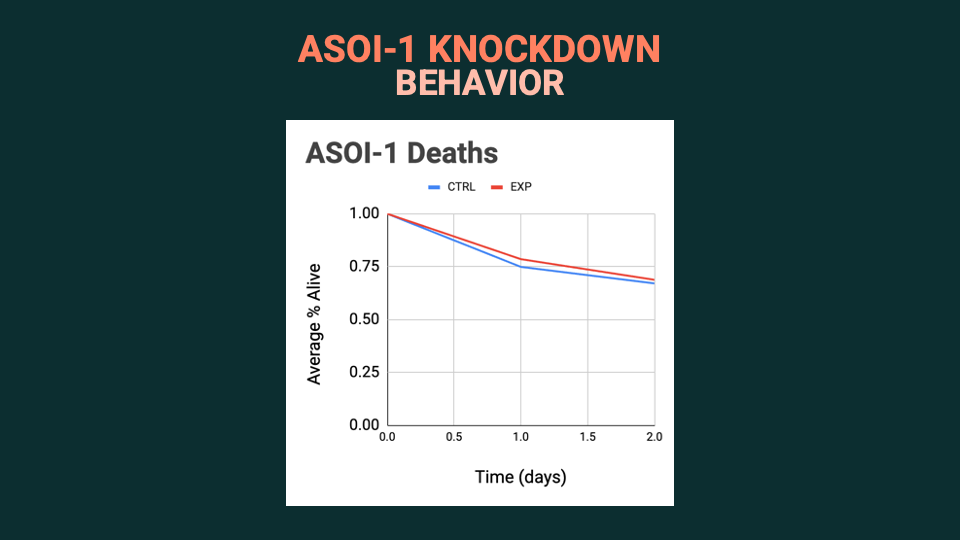 ASOI-1 KNOCKDOWN
BEHAVIOR
ASOI-1 Deaths
CTRL EXP
1.00
0.75
0.50
0.25
0.00
Average % Alive
0.0 0.5 1.0 1.5 2.0
Time (days)